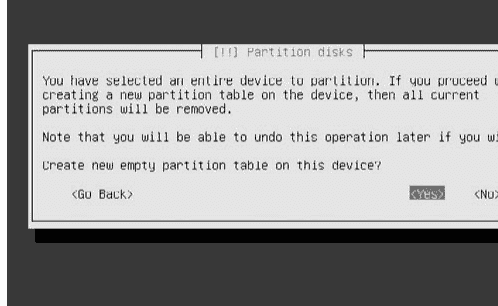 [!!] Partition disks
You have selected an entire device to partition. If you proceed
creating a new partition table on the device, then all current
partitions will be removed.
Note that you will be able to undo this operation later if you
Create new empty partition table on this device?
<Go Back> <Yes> <No>